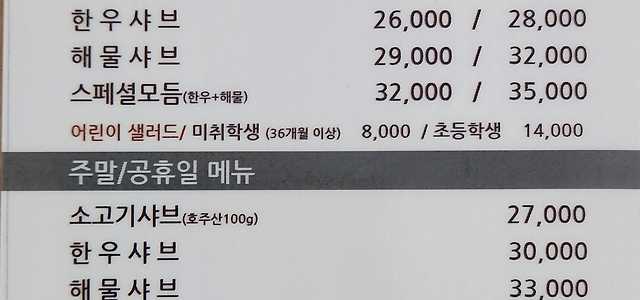 한우샤브 26,000 / 28,000
해물샤브 29,000 / 32,000
스페셜모듬(한우+해물) 32,000 / 35,000
어린이 샐러드/ 미취학생 (36개월 이상) 8,000 / 초등학생 14,000
주말/공휴일 메뉴
소고기샤브(호주산100g) 27,000
한우샤브 30,000
해물샤브 33,000